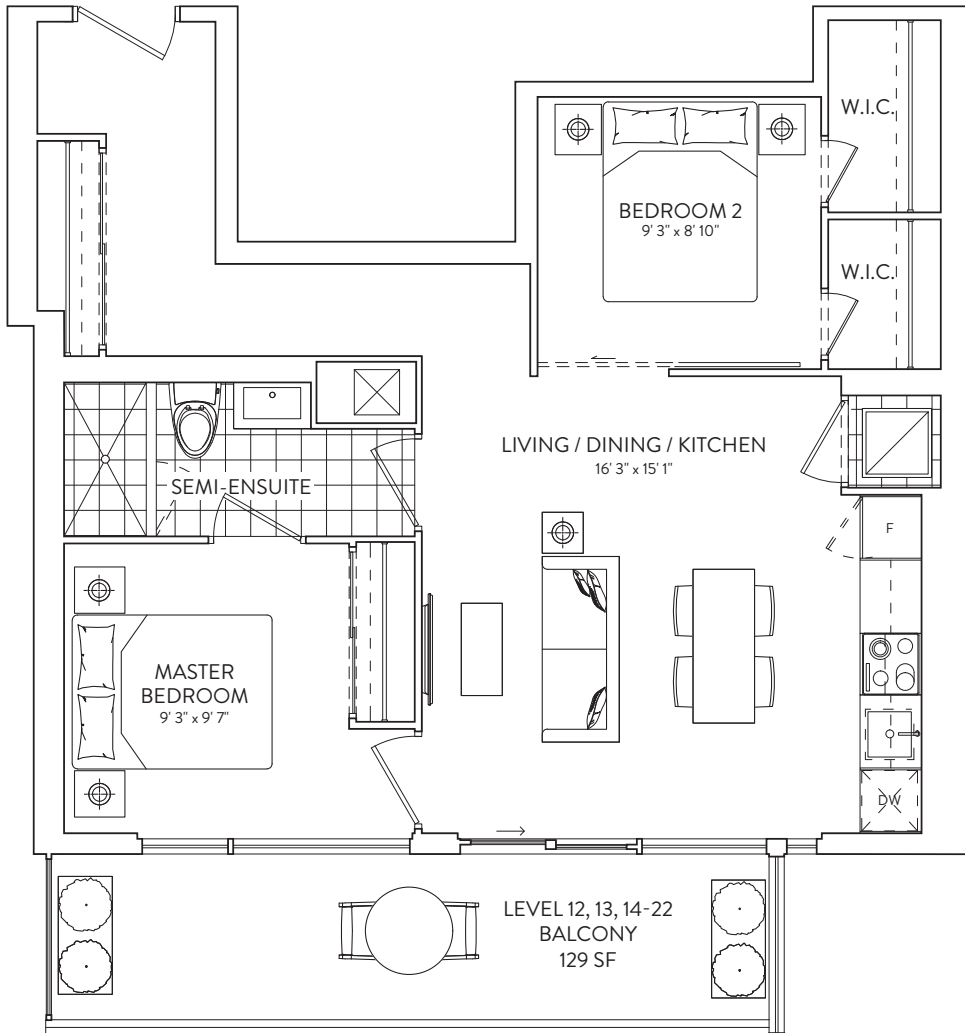 W.I.C.
BEDROOM 2
9' 3" x 8' 10"
W.I.C.
LIVING / DINING / KITCHEN
16' 3" x 15' 1"
SEMI-ENSUITE
F
MASTER
BEDROOM
9' 3" x 9' 7"
DW
LEVEL 12, 13, 14-22
BALCONY
129 SF